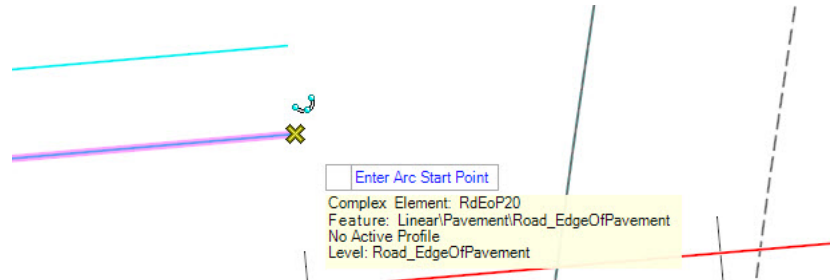 Enter Arc Start Point
Complex Element: RdEoP20
Feature: Linear\Pavement\Road_EdgeOfPavement
No Active Profile
Level: Road_EdgeOfPavement